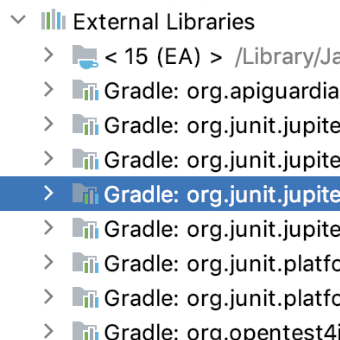 External Libraries
< 15 (EA) > /Library/Ja
Gradle: org.apiguardia
Gradle: org.junit.jupite
Gradle: org.junit.jupite
Gradle: org.junit.jupite
Gradle: org.junit.jupite
Gradle: org.junit.platfo
Gradle: org.junit.platfo
Gradle: org.opentest4j